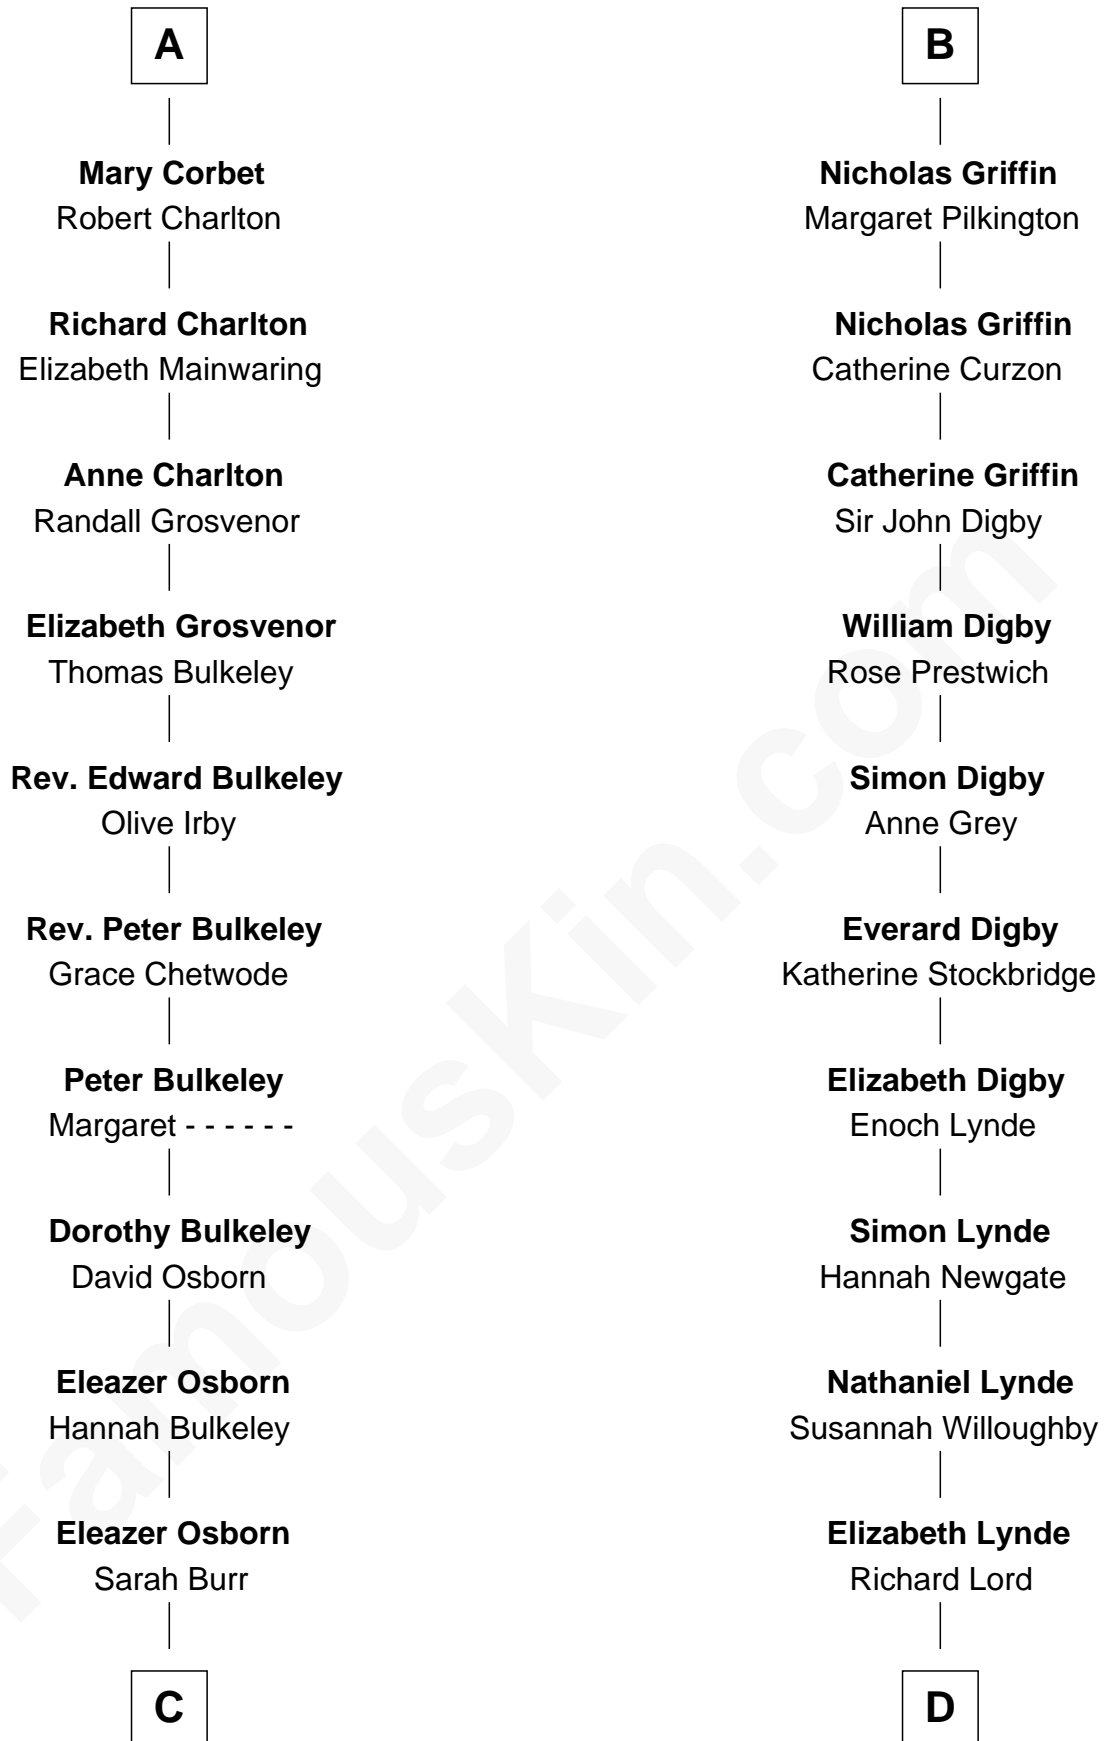 A
Mary Corbet
Robert Charlton
Richard Charlton
Elizabeth Mainwaring
Anne Charlton
Randall Grosvenor
Elizabeth Grosvenor
Thomas Bulkeley
Rev. Edward Bulkeley
Olive Irby
Rev. Peter Bulkeley
Grace Chetwode
Peter Bulkeley
Margaret - - - - - -
Dorothy Bulkeley
David Osborn
Eleazer Osborn
Hannah Bulkeley
Eleazer Osborn
Sarah Burr
C
B
Nicholas Griffin
Margaret Pilkington
Nicholas Griffin
Catherine Curzon
Catherine Griffin
Sir John Digby
William Digby
Rose Prestwich
Simon Digby
Anne Grey
Everard Digby
Katherine Stockbridge
Elizabeth Digby
Enoch Lynde
Simon Lynde
Hannah Newgate
Nathaniel Lynde
Susannah Willoughby
Elizabeth Lynde
Richard Lord
D
FamousKin.com